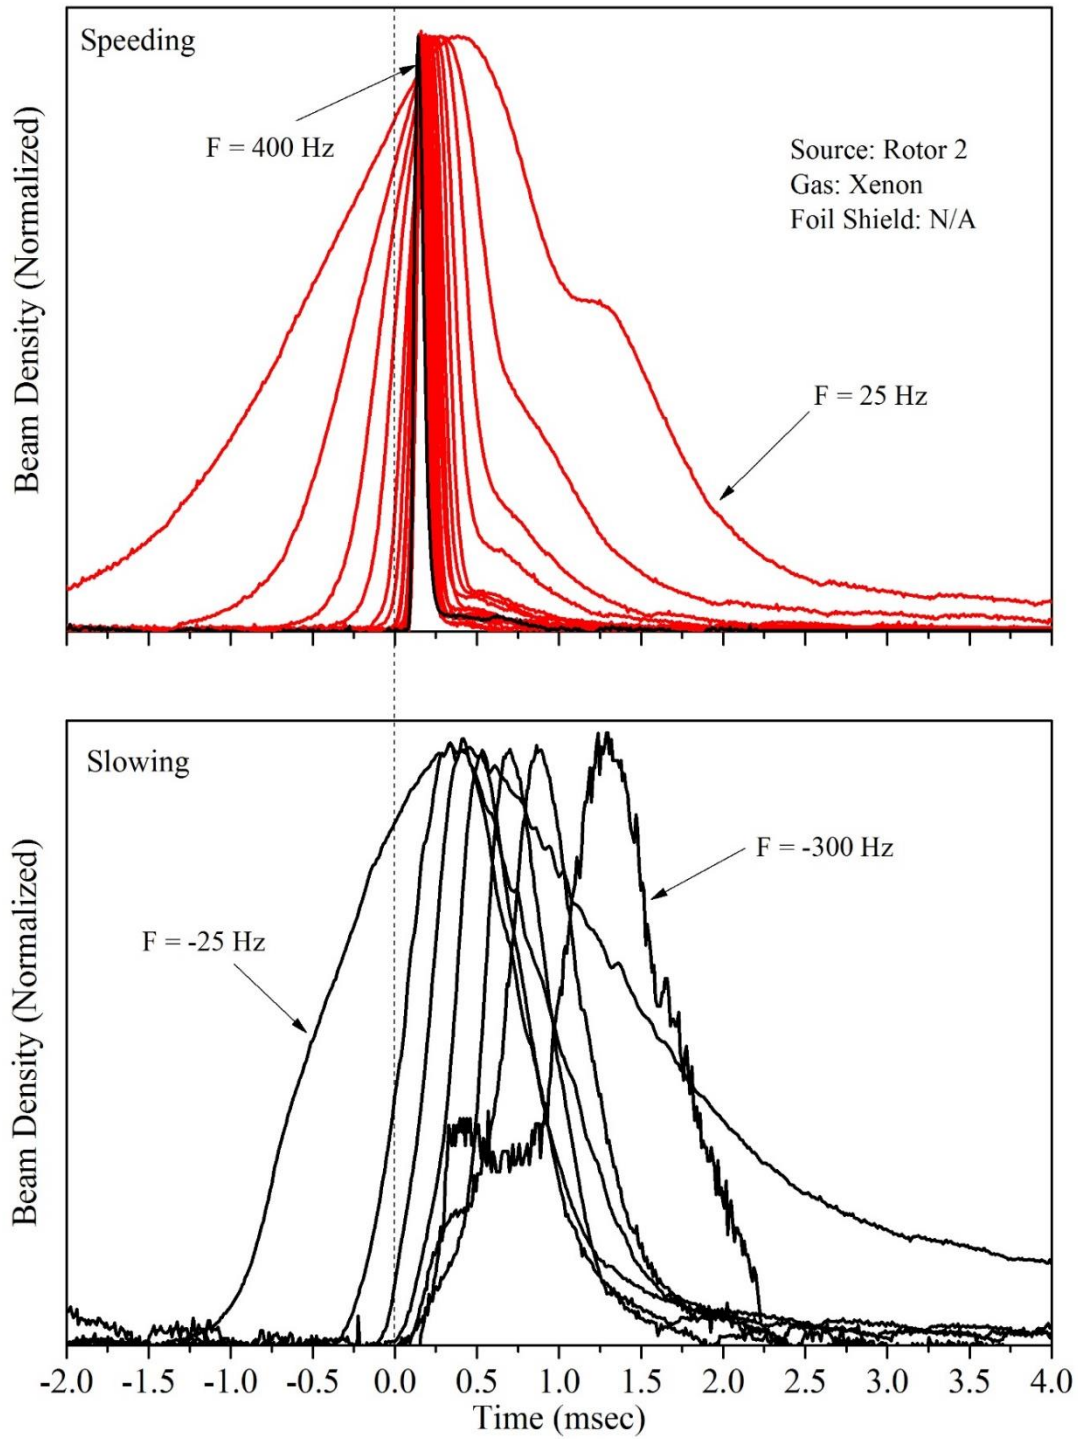 Speeding
F = 400 Hz
Source: Rotor 2
Gas: Xenon
Foil Shield: N/A
F = 25 Hz
Beam Density (Normalized)
Slowing
F = -300 Hz
F = -25 Hz
Beam Density (Normalized)
-2.0 -1.5 -1.0 -0.5 0.0 0.5 1.0 1.5 2.0 2.5 3.0 3.5 4.0
Time (msec)